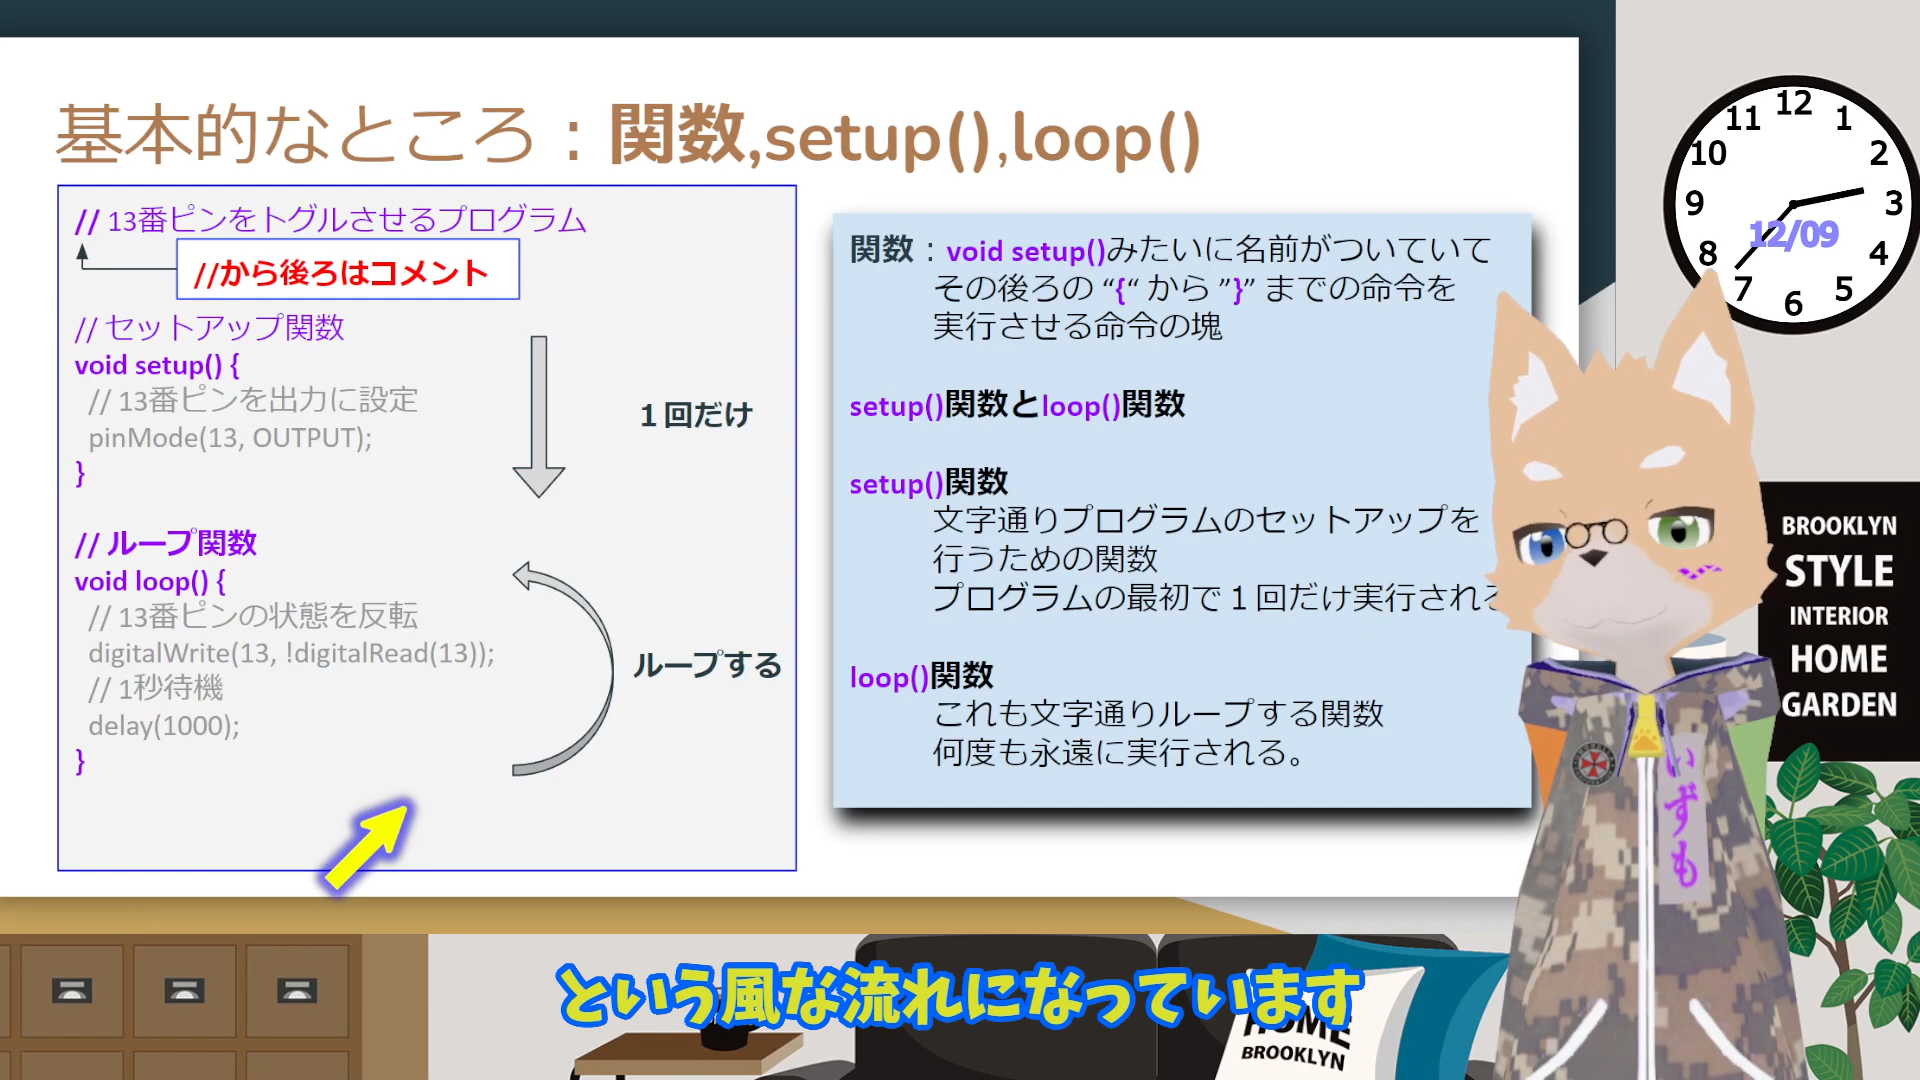 基本的なところ：関数,setup(),loop()
// 13番ピンをトグルさせるプログラム
//から後ろはコメント
// セットアップ関数
void setup() {
// 13番ピンを出力に設定
pinMode(13, OUTPUT);
}
１回だけ
// ループ関数
void loop() {
// 13番ピンの状態を反転
digitalWrite(13, !digitalRead(13));
// 1秒待機
delay(1000);
}
ループする
関数：void setup()みたいに名前がついていて
その後ろの “{“ から ”}” までの命令を
実行させる命令の塊
setup()関数とloop()関数
setup()関数
文字通りプログラムのセットアップを
行うための関数
プログラムの最初で１回だけ実行される
loop()関数
これも文字通りループする関数
何度も永遠に実行される。
12
1
2
3
4
5
6
7
8
9
10
11
12/09
BROOKLYN
STYLE
INTERIOR
HOME
GARDEN
いずも
という風な流れになっています
HOME
BROOKLYN